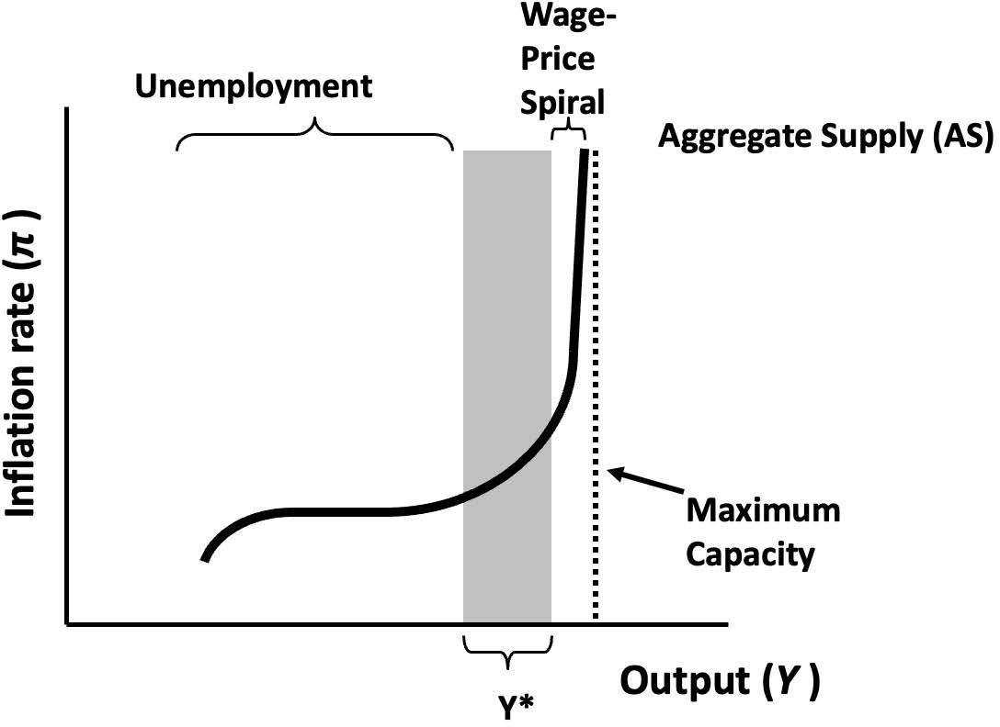 Wage-
Price
Spiral
Unemployment
Aggregate Supply (AS)
Inflation rate (π )
Maximum
Capacity
Output (Y )
Y*